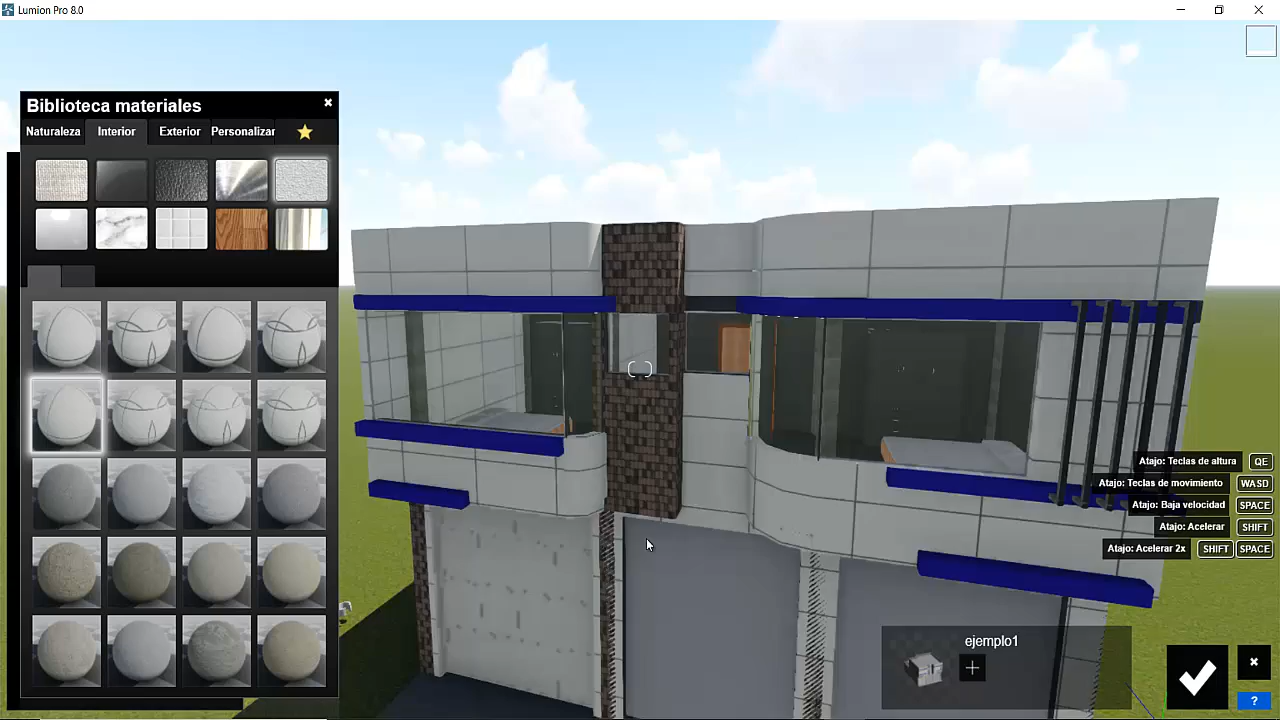 Lumion Pro 8.0
Biblioteca materiales
Naturaleza Interior Exterior Personalizar
Atajo: Teclas de altura QE
Atajo: Teclas de movimiento WASD
Atajo: Baja velocidad SPACE
Atajo: Acelerar SHIFT
Atajo: Acelerar 2x SHIFT SPACE
ejemplo1
?